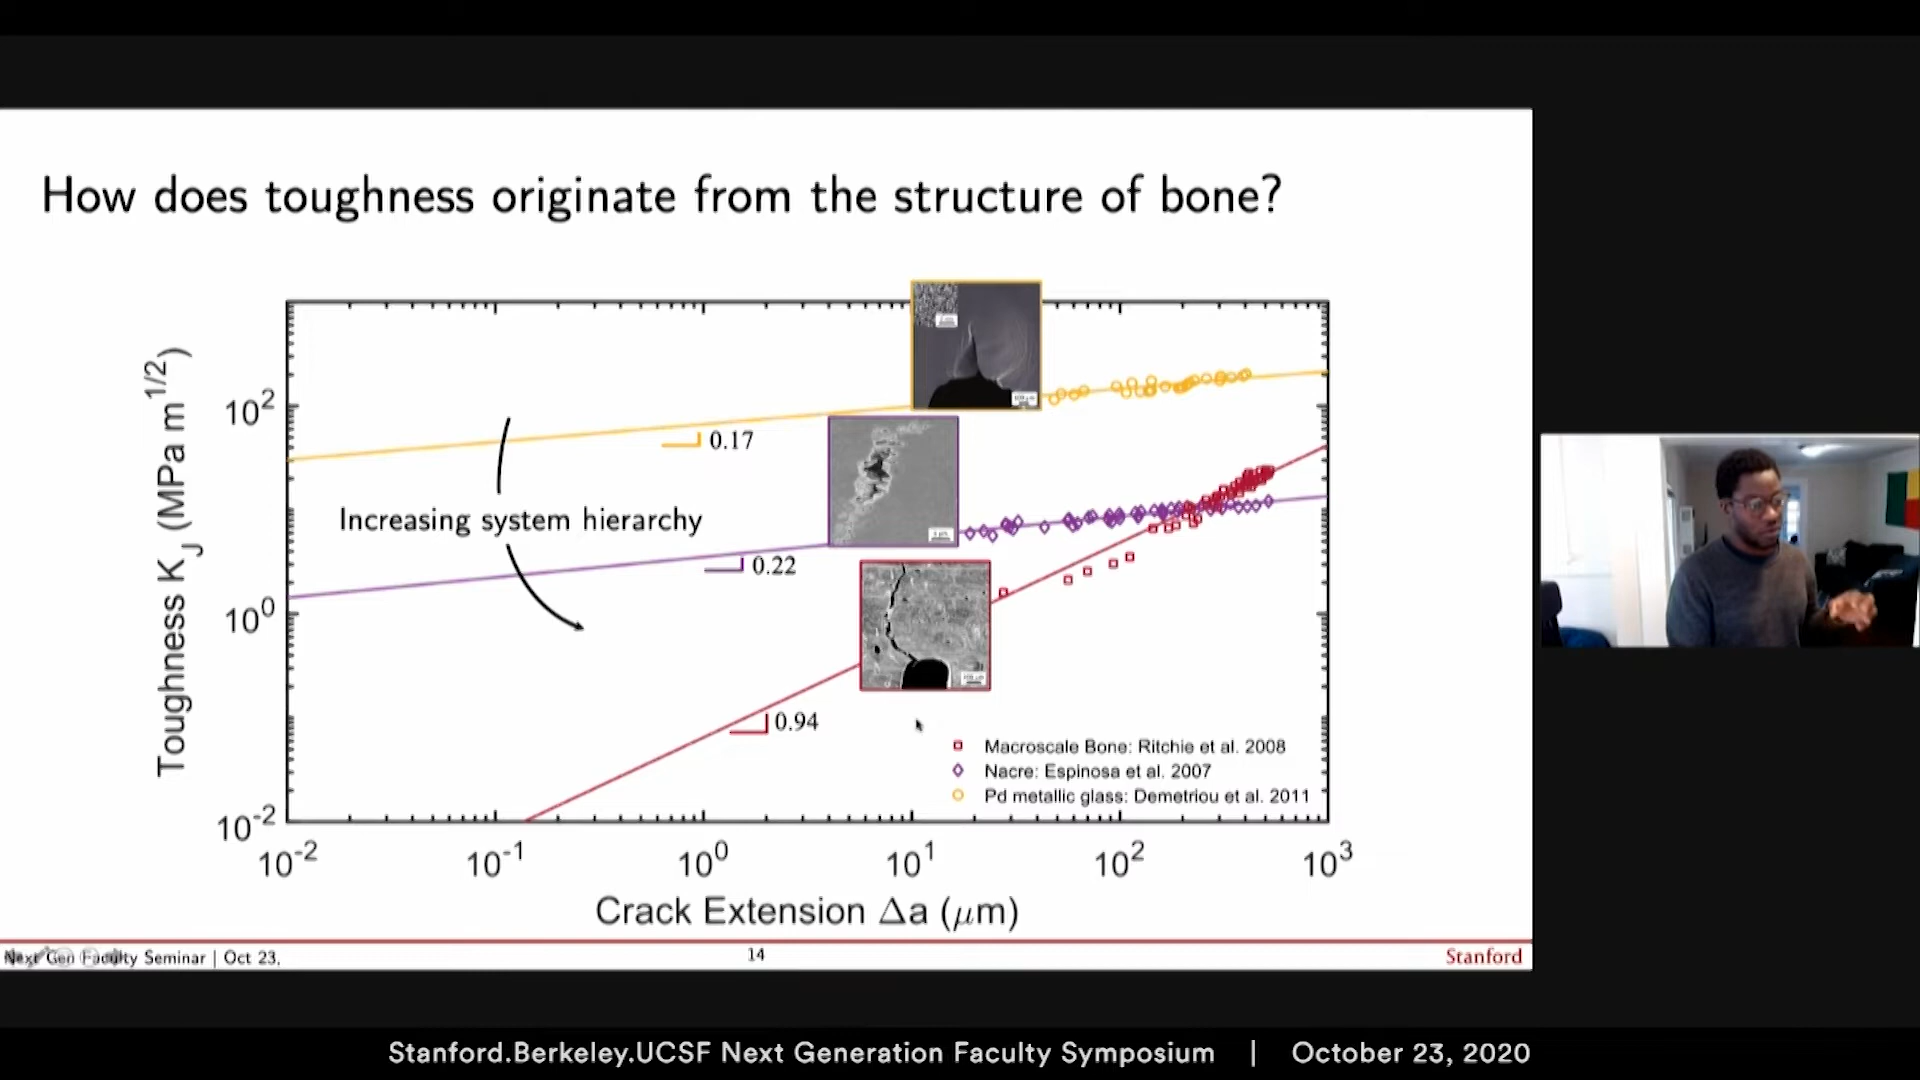 How does toughness originate from the structure of bone?
Toughness K_J (MPa m^1/2)
10^2
10^0
10^-2
0.17
Increasing system hierarchy
0.22
0.94
Macroscale Bone: Ritchie et al. 2008
Nacre: Espinosa et al. 2007
Pd metallic glass: Demetriou et al. 2011
10^-2 10^-1 10^0 10^1 10^2 10^3
Crack Extension Δa (μm)
Next Gen Faculty Seminar | Oct 23,
14
Stanford
Stanford.Berkeley.UCSF Next Generation Faculty Symposium | October 23, 2020